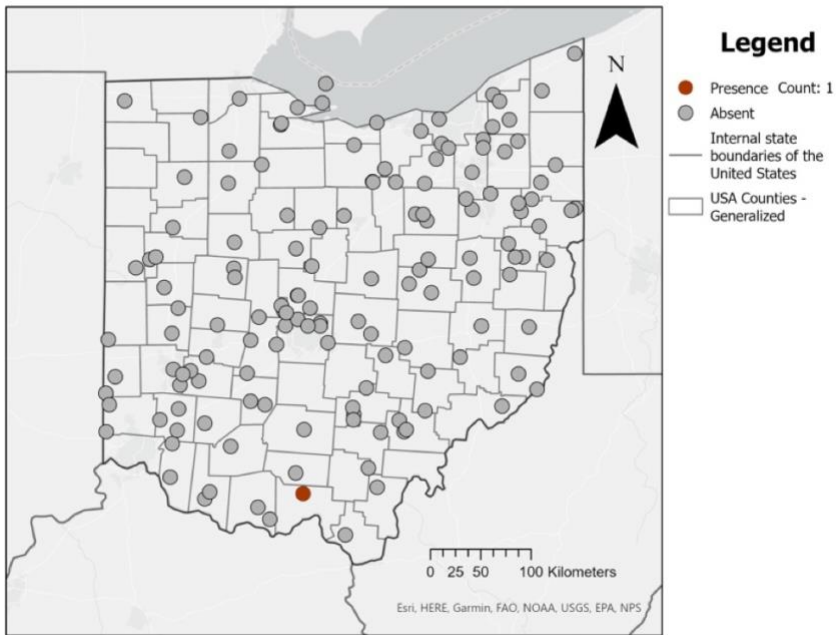 Legend
N
Presence Count: 1
Absent
Internal state
boundaries of the
United States
USA Counties -
Generalized
0 25 50 100 Kilometers
Esri, HERE, Garmin, FAO, NOAA, USGS, EPA, NPS